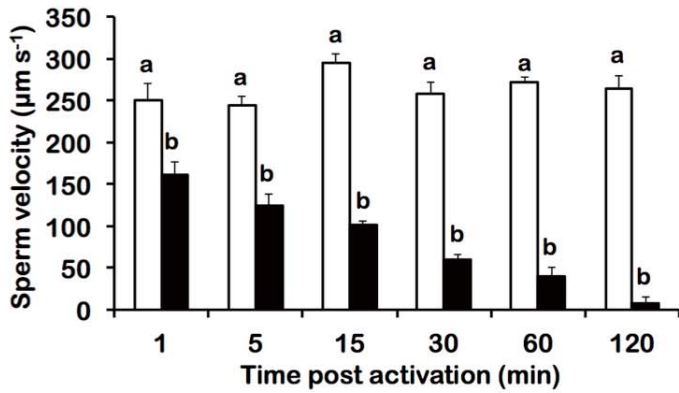 350
300
250
200
150
100
50
0
Sperm velocity (µm s⁻¹)
a a a a a a
b b b b b b
1 5 15 30 60 120
Time post activation (min)